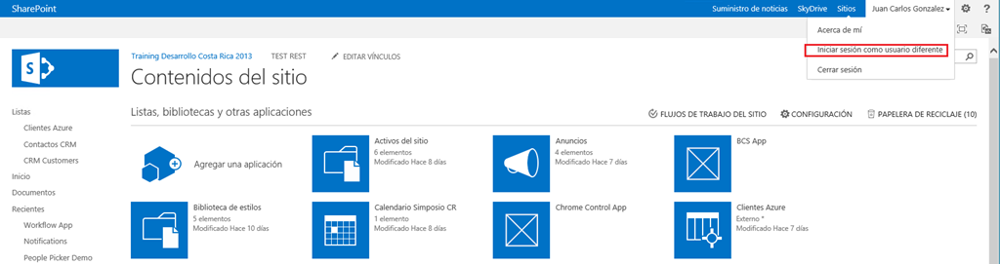 SharePoint
Suministro de noticias SkyDrive Sitios Juan Carlos Gonzalez ?
Acerca de mí
Iniciar sesión como usuario diferente
Cerrar sesión
S
Training Desarrollo Costa Rica 2013 TEST REST EDITAR VÍNCULOS
Contenidos del sitio
Listas
Clientes Azure
Contactos CRM
CRM Customers
Inicio
Documentos
Recientes
Workflow App
Notifications
People Picker Demo
Listas, bibliotecas y otras aplicaciones
FLUJOS DE TRABAJO DEL SITIO CONFIGURACIÓN PAPELERA DE RECICLAJE (10)
Agregar una aplicación
Activos del sitio
6 elementos
Modificado Hace 8 días
Anuncios
4 elementos
Modificado Hace 7 días
BCS App
Biblioteca de estilos
5 elementos
Modificado Hace 10 días
Calendario Simposio CR
1 elemento
Modificado Hace 8 días
Chrome Control App
Clientes Azure
Externo *
Modificado Hace 7 días